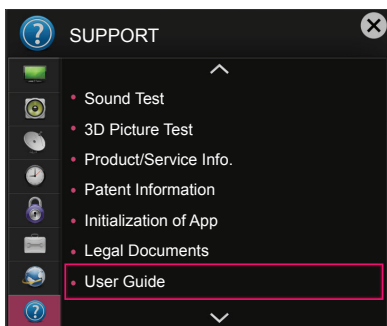 SUPPORT
Sound Test
3D Picture Test
Product/Service Info.
Patent Information
Initialization of App
Legal Documents
User Guide